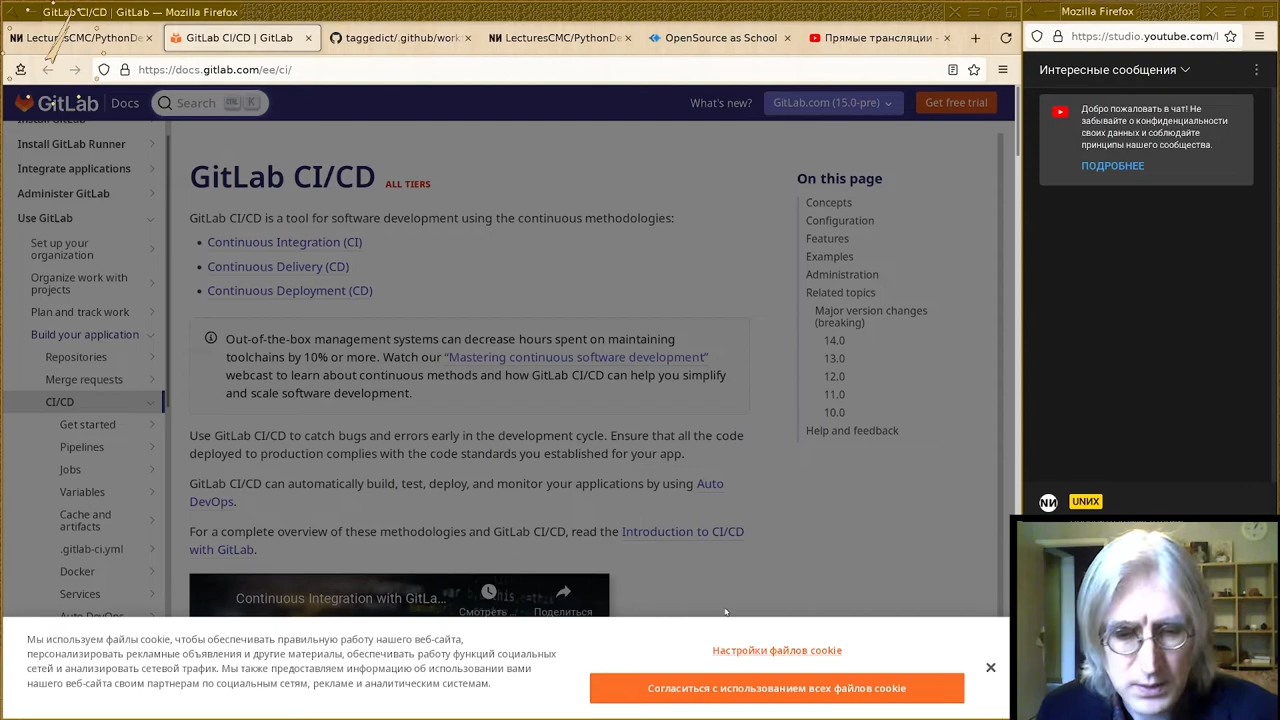 GitLab CI/CD | GitLab — Mozilla Firefox
Mozilla Firefox
LecturesCMC/PythonDe
GitLab CI/CD | GitLab
taggedict/.github/work
LecturesCMC/PythonDe
OpenSource as School
Прямые трансляции -
https://docs.gitlab.com/ee/ci/
https://studio.youtube.com/l
GitLab Docs
Search
Ctrl K
What's new?
GitLab.com (15.0-pre)
Get free trial
Install GitLab
Install GitLab Runner
Integrate applications
Administer GitLab
Use GitLab
Set up your
organization
Organize work with
projects
Plan and track work
Build your application
Repositories
Merge requests
CI/CD
Get started
Pipelines
Jobs
Variables
Cache and
artifacts
.gitlab-ci.yml
Docker
Services
GitLab CI/CD ALL TIERS
GitLab CI/CD is a tool for software development using the continuous methodologies:
Continuous Integration (CI)
Continuous Delivery (CD)
Continuous Deployment (CD)
Out-of-the-box management systems can decrease hours spent on maintaining
toolchains by 10% or more. Watch our “Mastering continuous software development”
webcast to learn about continuous methods and how GitLab CI/CD can help you simplify
and scale software development.
Use GitLab CI/CD to catch bugs and errors early in the development cycle. Ensure that all the code
deployed to production complies with the code standards you established for your app.
GitLab CI/CD can automatically build, test, deploy, and monitor your applications by using Auto
DevOps.
For a complete overview of these methodologies and GitLab CI/CD, read the Introduction to CI/CD
with GitLab.
Continuous Integration with GitLa...
Смотреть ...
Поделиться
On this page
Concepts
Configuration
Features
Examples
Administration
Related topics
Major version changes
(breaking)
14.0
13.0
12.0
11.0
10.0
Help and feedback
Мы используем файлы cookie, чтобы обеспечивать правильную работу нашего веб-сайта,
персонализировать рекламные объявления и другие материалы, обеспечивать работу функций социальных
сетей и анализировать сетевой трафик. Мы также предоставляем информацию об использовании вами
нашего веб-сайта своим партнерам по социальным сетям, рекламе и аналитическим системам.
Настройки файлов cookie
Согласиться с использованием всех файлов cookie
Интересные сообщения
Добро пожаловать в чат! Не
забывайте о конфиденциальности
своих данных и соблюдайте
принципы нашего сообщества.
ПОДРОБНЕЕ
UNИX